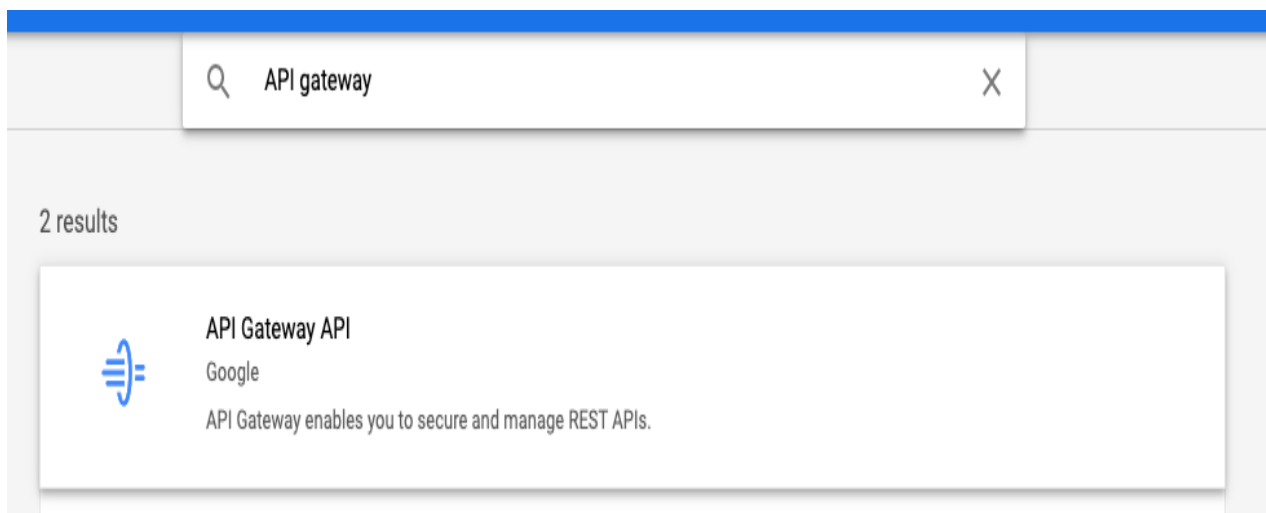 API gateway
2 results
API Gateway API
Google
API Gateway enables you to secure and manage REST APIs.